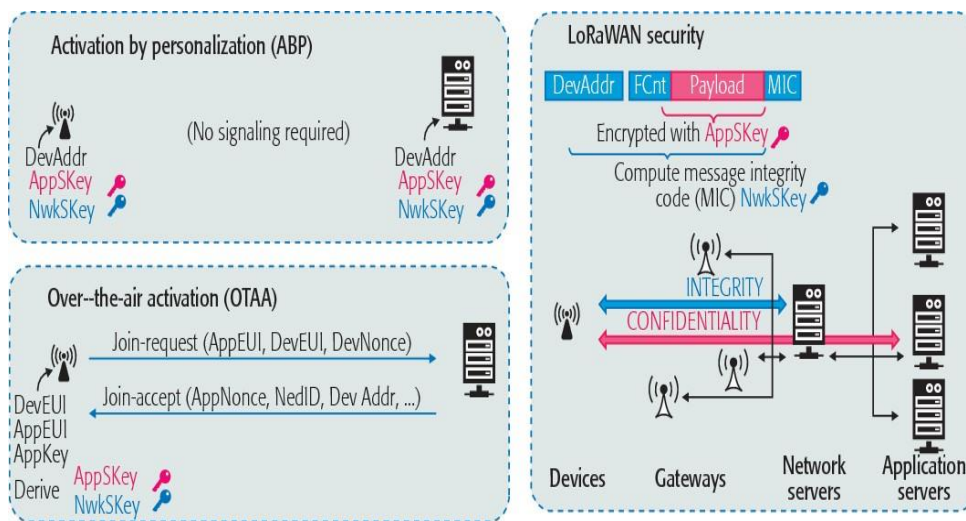 Activation by personalization (ABP)
(No signaling required)
DevAddr
AppSKey
NwkSKey
DevAddr
AppSKey
NwkSKey
Over--the-air activation (OTAA)
Join-request (AppEUI, DevEUI, DevNonce)
Join-accept (AppNonce, NedID, Dev Addr, ...)
DevEUI
AppEUI
AppKey
Derive AppSKey
NwkSKey
LoRaWAN security
DevAddr FCnt Payload MIC
Encrypted with AppSKey
Compute message integrity
code (MIC) NwkSKey
INTEGRITY
CONFIDENTIALITY
Devices Gateways Network servers Application servers